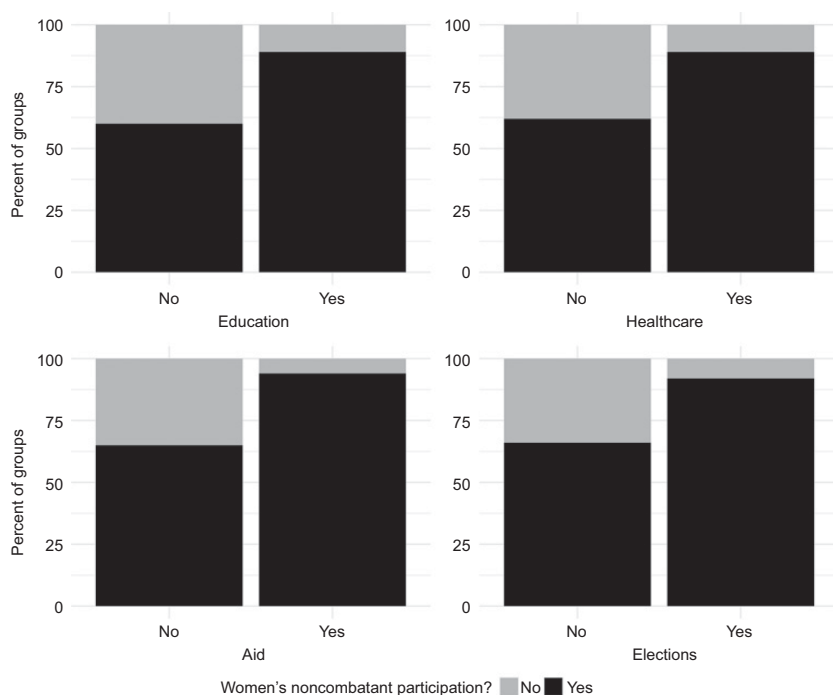 100
75
50
25
0
Percent of groups
No Yes
Education
100
75
50
25
0
No Yes
Healthcare
100
75
50
25
0
Percent of groups
No Yes
Aid
100
75
50
25
0
No Yes
Elections
Women's noncombatant participation? No Yes